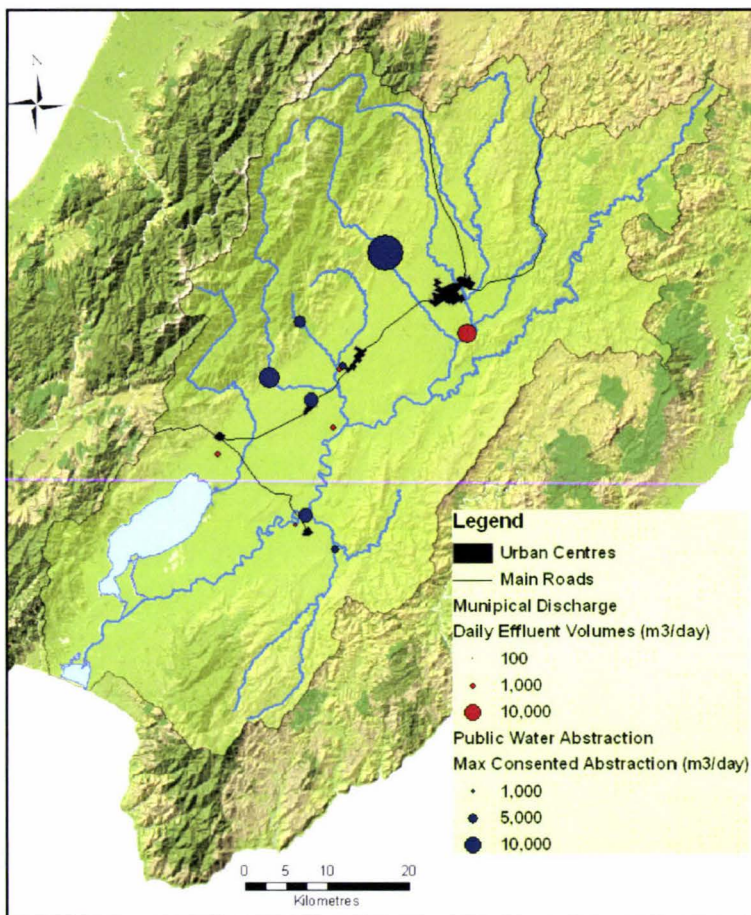 N
Legend
Urban Centres
Main Roads
Munipical Discharge
Daily Effluent Volumes (m3/day)
100
1,000
10,000
Public Water Abstraction
Max Consented Abstraction (m3/day)
1,000
5,000
10,000
0 5 10 20
Kilometres